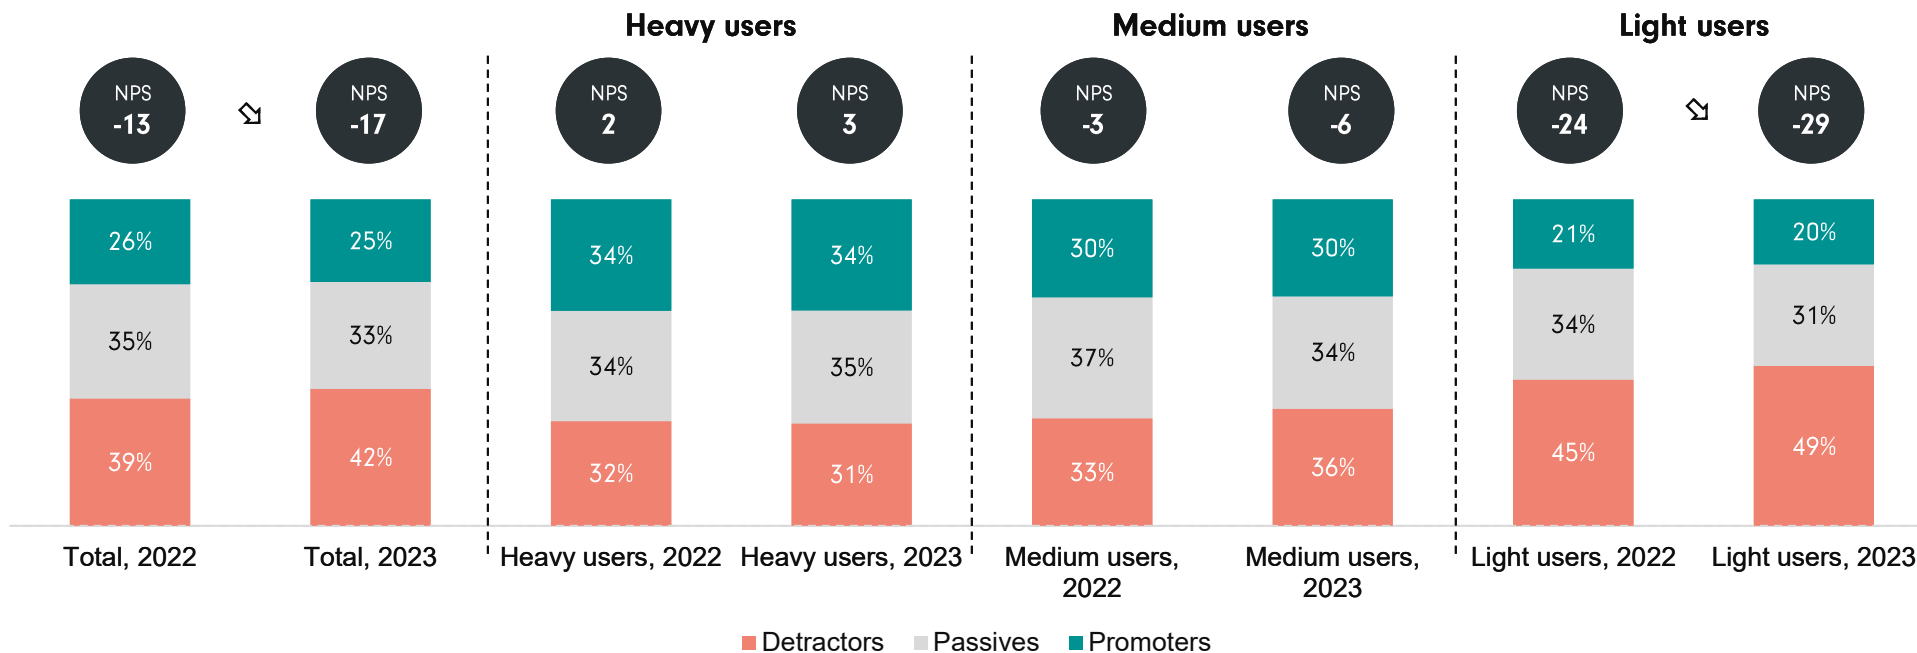 Heavy users
Medium users
Light users
NPS
-13
NPS
-17
NPS
2
NPS
3
NPS
-3
NPS
-6
NPS
-24
NPS
-29
26%
35%
39%
25%
33%
42%
34%
34%
32%
34%
35%
31%
30%
37%
33%
30%
34%
36%
21%
34%
45%
20%
31%
49%
Total, 2022
Total, 2023
Heavy users, 2022
Heavy users, 2023
Medium users,
2022
Medium users,
2023
Light users, 2022
Light users, 2023
Detractors
Passives
Promoters